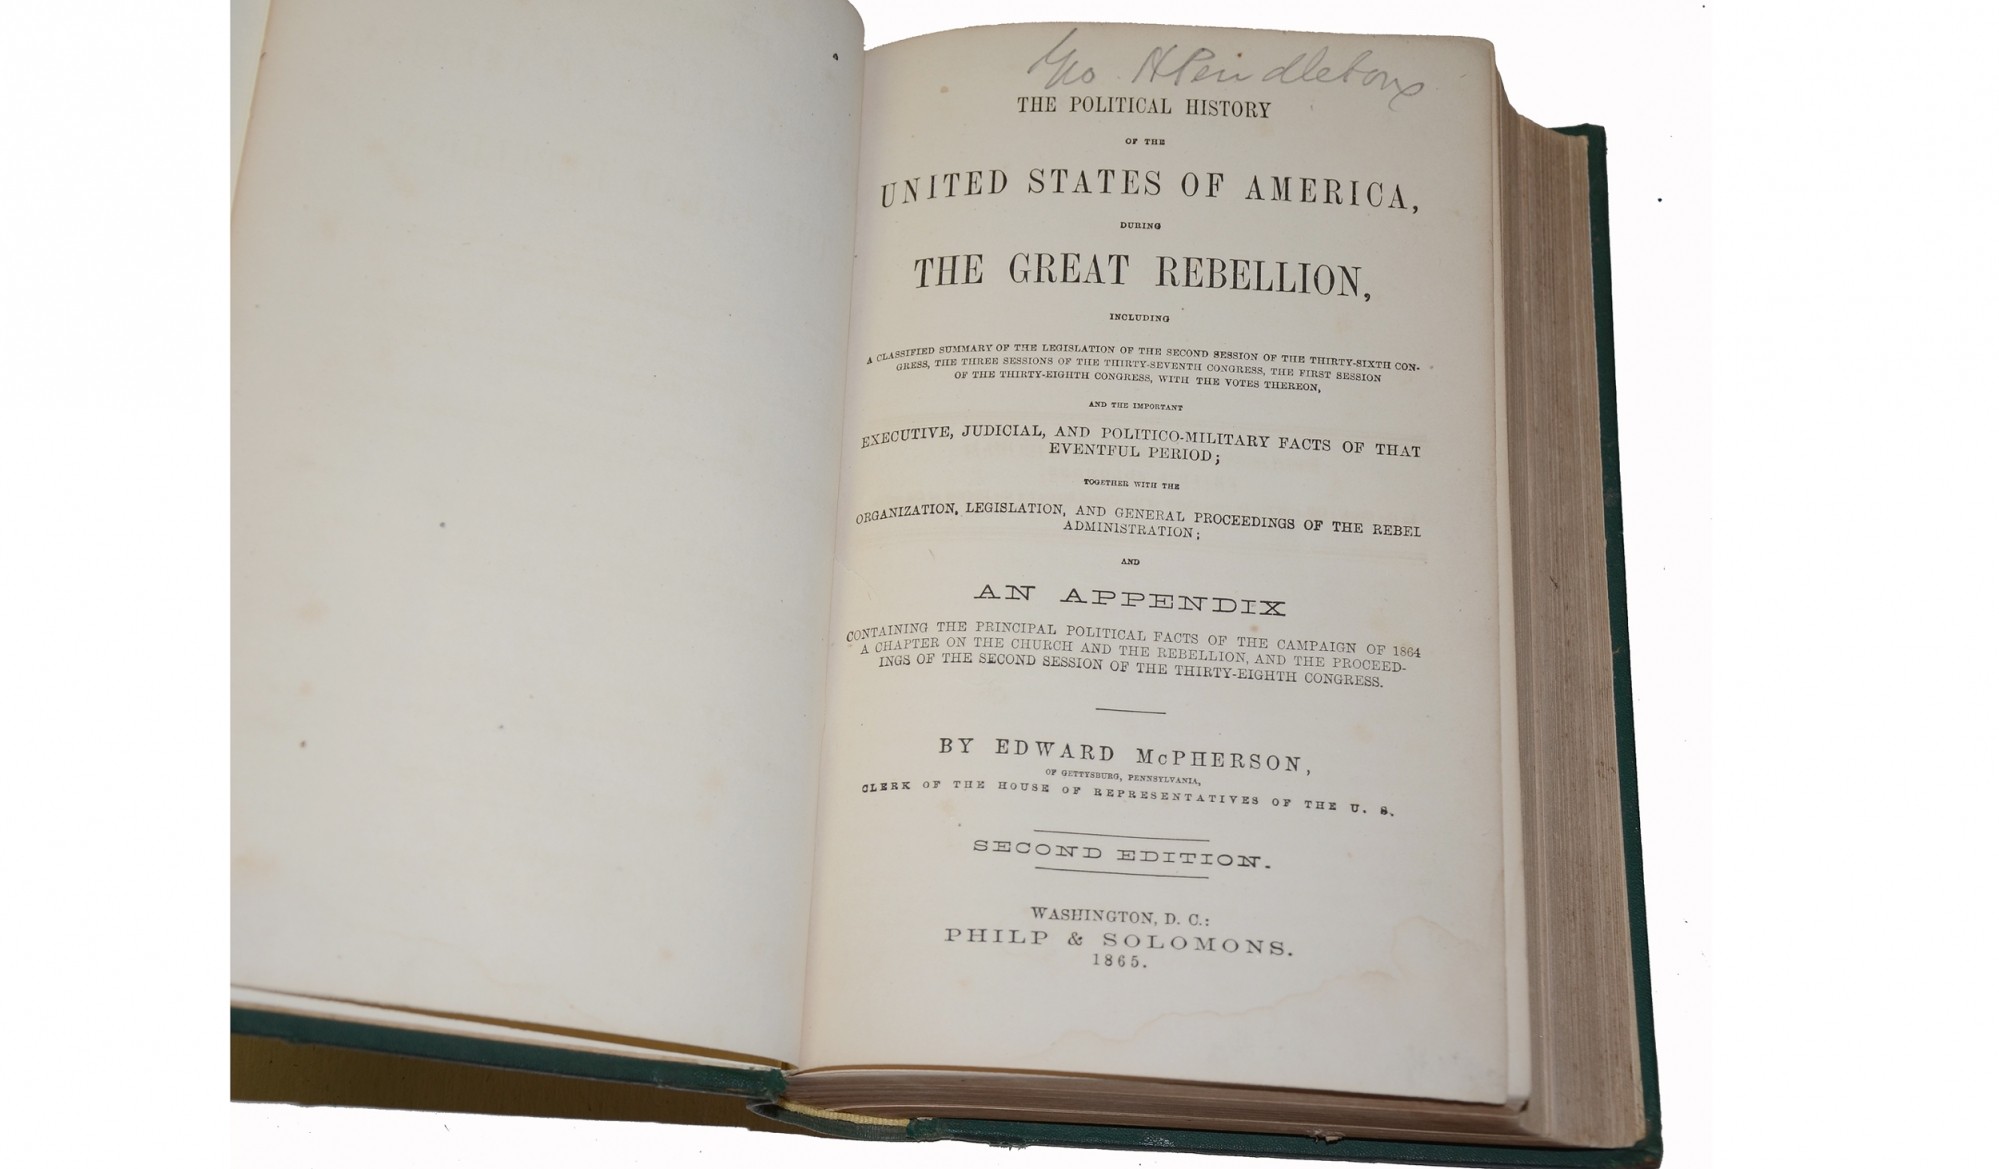 Geo H Pendleton
THE POLITICAL HISTORY
OF THE
UNITED STATES OF AMERICA,
DURING
THE GREAT REBELLION,
INCLUDING
A CLASSIFIED SUMMARY OF THE LEGISLATION OF THE SECOND SESSION OF THE THIRTY-SIXTH CON-
GRESS, THE THREE SESSIONS OF THE THIRTY-SEVENTH CONGRESS, THE FIRST SESSION
OF THE THIRTY-EIGHTH CONGRESS, WITH THE VOTES THEREON,
AND THE IMPORTANT
EXECUTIVE, JUDICIAL, AND POLITICO-MILITARY FACTS OF THAT
EVENTFUL PERIOD;
TOGETHER WITH THE
ORGANIZATION, LEGISLATION, AND GENERAL PROCEEDINGS OF THE REBEL
ADMINISTRATION;
AND
AN APPENDIX
CONTAINING THE PRINCIPAL POLITICAL FACTS OF THE CAMPAIGN OF 1864
A CHAPTER ON THE CHURCH AND THE REBELLION, AND THE PROCEED-
INGS OF THE SECOND SESSION OF THE THIRTY-EIGHTH CONGRESS.
BY EDWARD McPHERSON,
OF GETTYSBURG, PENNSYLVANIA,
CLERK OF THE HOUSE OF REPRESENTATIVES OF THE U. S.
SECOND EDITION.
WASHINGTON, D. C.:
PHILP & SOLOMONS.
1865.